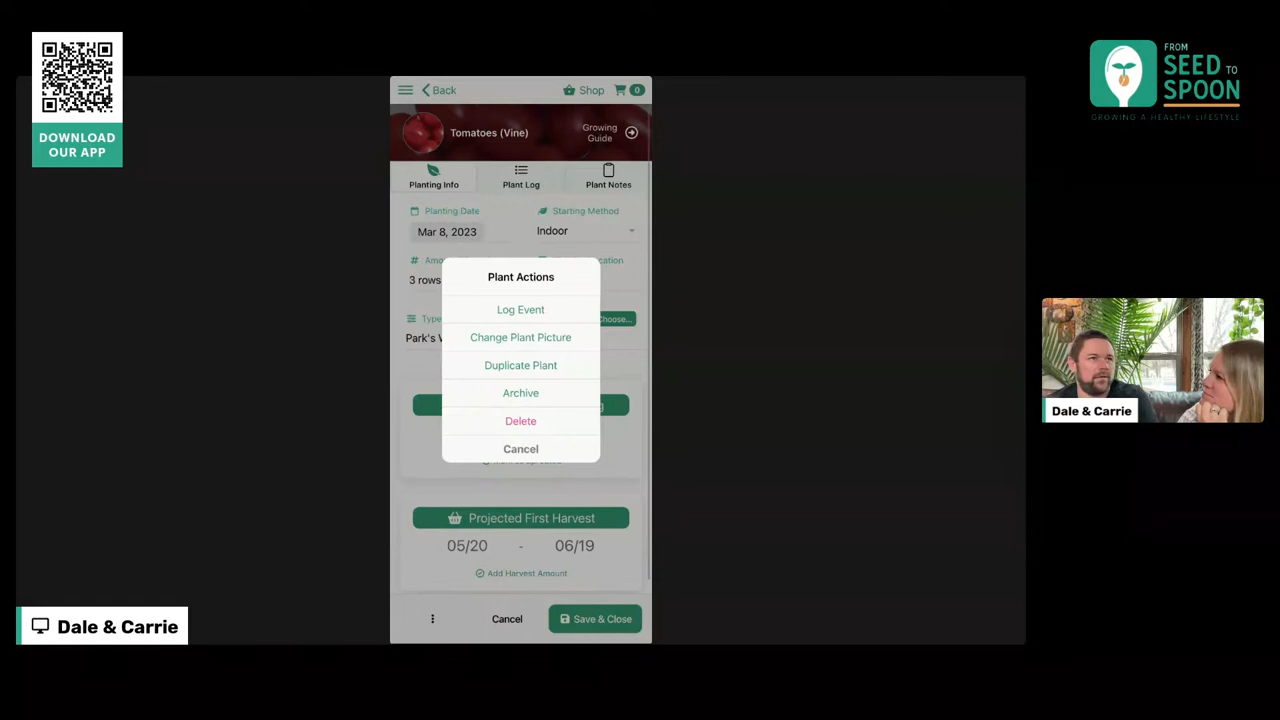 DOWNLOAD
OUR APP
FROM
SEED TO
SPOON
GROWING A HEALTHY LIFESTYLE
Back
Shop
0
Tomatoes (Vine)
Growing
Guide
Planting Info
Plant Log
Plant Notes
Planting Date
Starting Method
Mar 8, 2023
Indoor
3 rows
Type
Choose...
Park's
Plant Actions
Log Event
Change Plant Picture
Duplicate Plant
Archive
Delete
Cancel
Projected First Harvest
05/20 - 06/19
Add Harvest Amount
Cancel
Save & Close
Dale & Carrie
Dale & Carrie